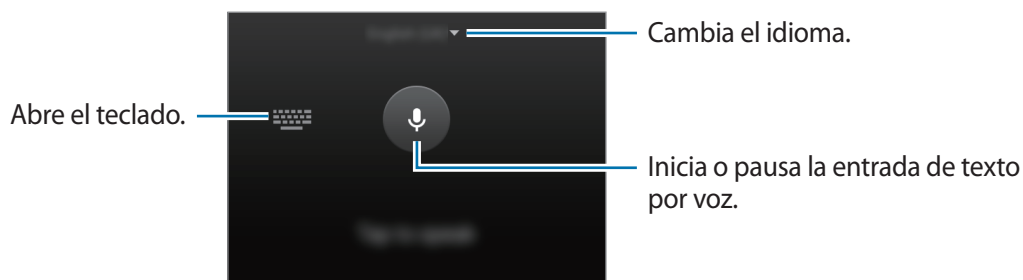 Cambia el idioma.
Abre el teclado.
Inicia o pausa la entrada de texto
por voz.